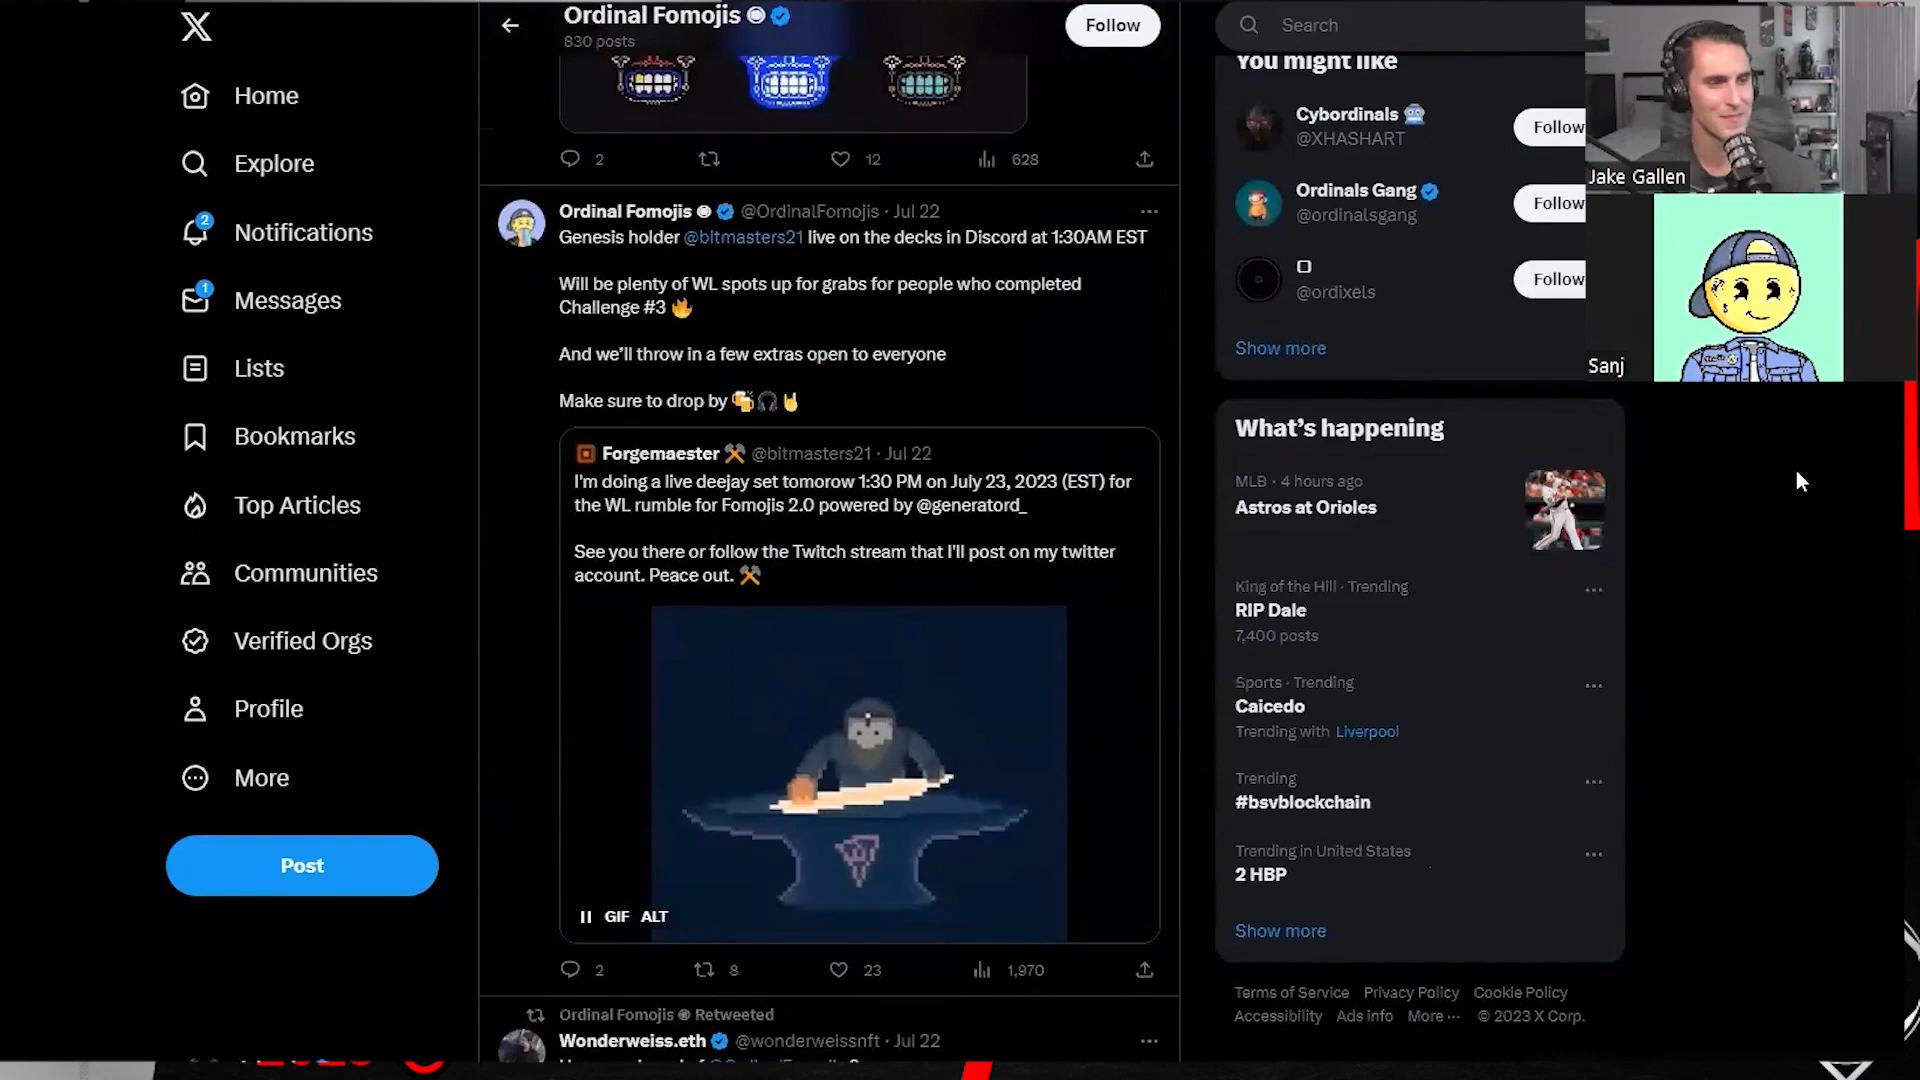 Home
Explore
2
Notifications
1
Messages
Lists
Bookmarks
Top Articles
Communities
Verified Orgs
Profile
More
Post
Ordinal Fomojis
830 posts
Follow
2
12
628
Ordinal Fomojis @OrdinalFomojis · Jul 22
Genesis holder @bitmasters21 live on the decks in Discord at 1:30AM EST
Will be plenty of WL spots up for grabs for people who completed
Challenge #3 🔥
And we'll throw in a few extras open to everyone
Make sure to drop by 🍻🎧🤘
Forgemaester ⚒️ @bitmasters21 · Jul 22
I'm doing a live deejay set tomorow 1:30 PM on July 23, 2023 (EST) for
the WL rumble for Fomojis 2.0 powered by @generatord_
See you there or follow the Twitch stream that I'll post on my twitter
account. Peace out. ⚒️
GIF ALT
2
8
23
1,970
Ordinal Fomojis Retweeted
Wonderweiss.eth @wonderweissnft · Jul 22
Search
You might like
Cybordinals
@XHASHART
Follow
Ordinals Gang
@ordinalsgang
Follow
@ordixels
Follow
Show more
What's happening
MLB · 4 hours ago
Astros at Orioles
King of the Hill · Trending
RIP Dale
7,400 posts
Sports · Trending
Caicedo
Trending with Liverpool
Trending
#bsvblockchain
Trending in United States
2 HBP
Show more
Terms of Service Privacy Policy Cookie Policy
Accessibility Ads info More ··· © 2023 X Corp.
Jake Gallen
Sanj